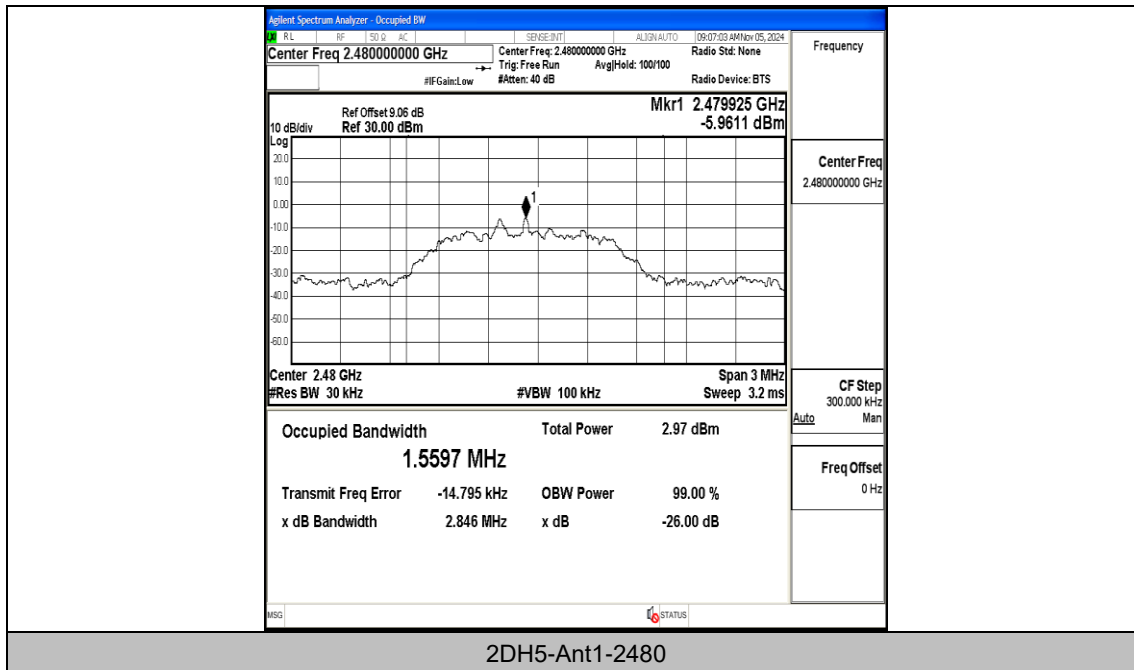 Agilent Spectrum Analyzer - Occupied BW
RL RF 50 Ω AC SENSE:INT ALIGN AUTO 09:07:03 AM Nov 05, 2024
Center Freq 2.480000000 GHz Center Freq: 2.480000000 GHz Radio Std: None Frequency
Trig: Free Run Avg|Hold: 100/100
#IFGain:Low #Atten: 40 dB Radio Device: BTS
Mkr1 2.479925 GHz
Ref Offset 9.06 dB
-5.9611 dBm
10 dB/div Ref 30.00 dBm
Log
20.0
10.0
0.00
-10.0
-20.0
-30.0
-40.0
-50.0
-60.0
1
Center Freq
2.480000000 GHz
Center 2.48 GHz Span 3 MHz
#Res BW 30 kHz #VBW 100 kHz Sweep 3.2 ms
CF Step
300.000 kHz
Auto Man
Occupied Bandwidth Total Power 2.97 dBm
1.5597 MHz
Freq Offset
0 Hz
Transmit Freq Error -14.795 kHz OBW Power 99.00 %
x dB Bandwidth 2.846 MHz x dB -26.00 dB
MSG STATUS
2DH5-Ant1-2480